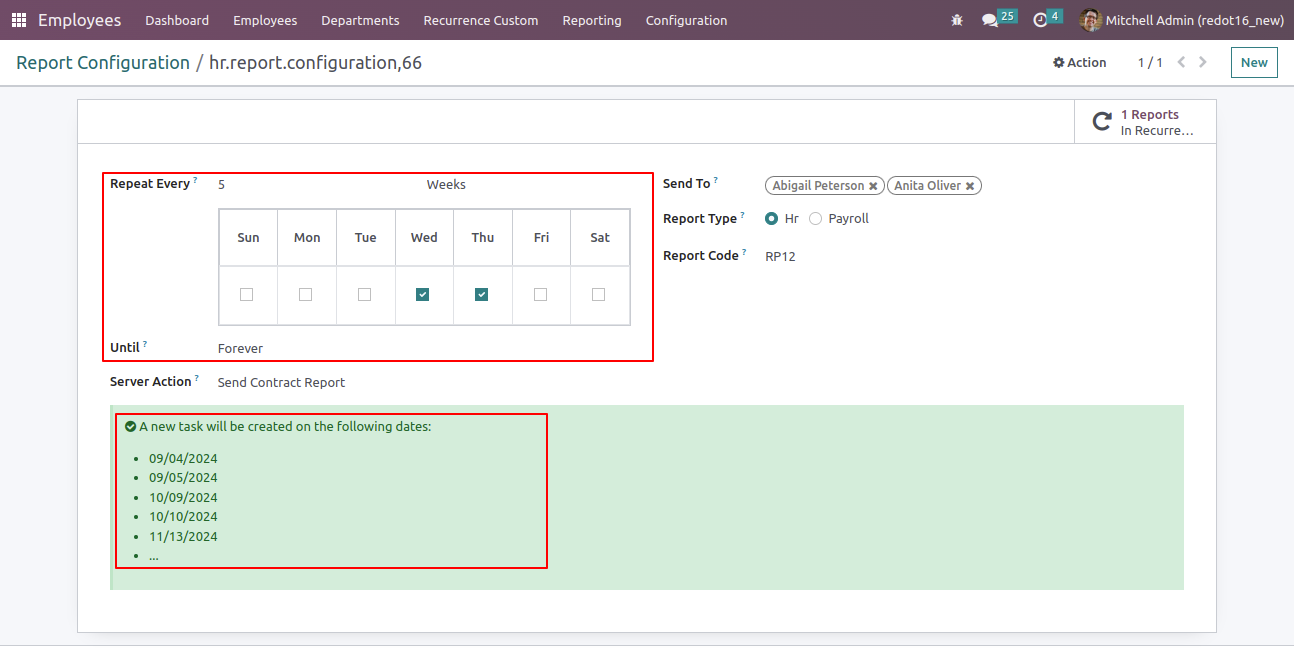 Employees Dashboard Employees Departments Recurrence Custom Reporting Configuration 25 4 Mitchell Admin (redot16_new)
Report Configuration / hr.report.configuration,66 Action 1 / 1 New
1 Reports
In Recurre...
Repeat Every ? 5 Weeks
Sun Mon Tue Wed Thu Fri Sat
Until ? Forever
Server Action ? Send Contract Report
Send To ? Abigail Peterson Anita Oliver
Report Type ? Hr Payroll
Report Code ? RP12
A new task will be created on the following dates:
09/04/2024
09/05/2024
10/09/2024
10/10/2024
11/13/2024
...